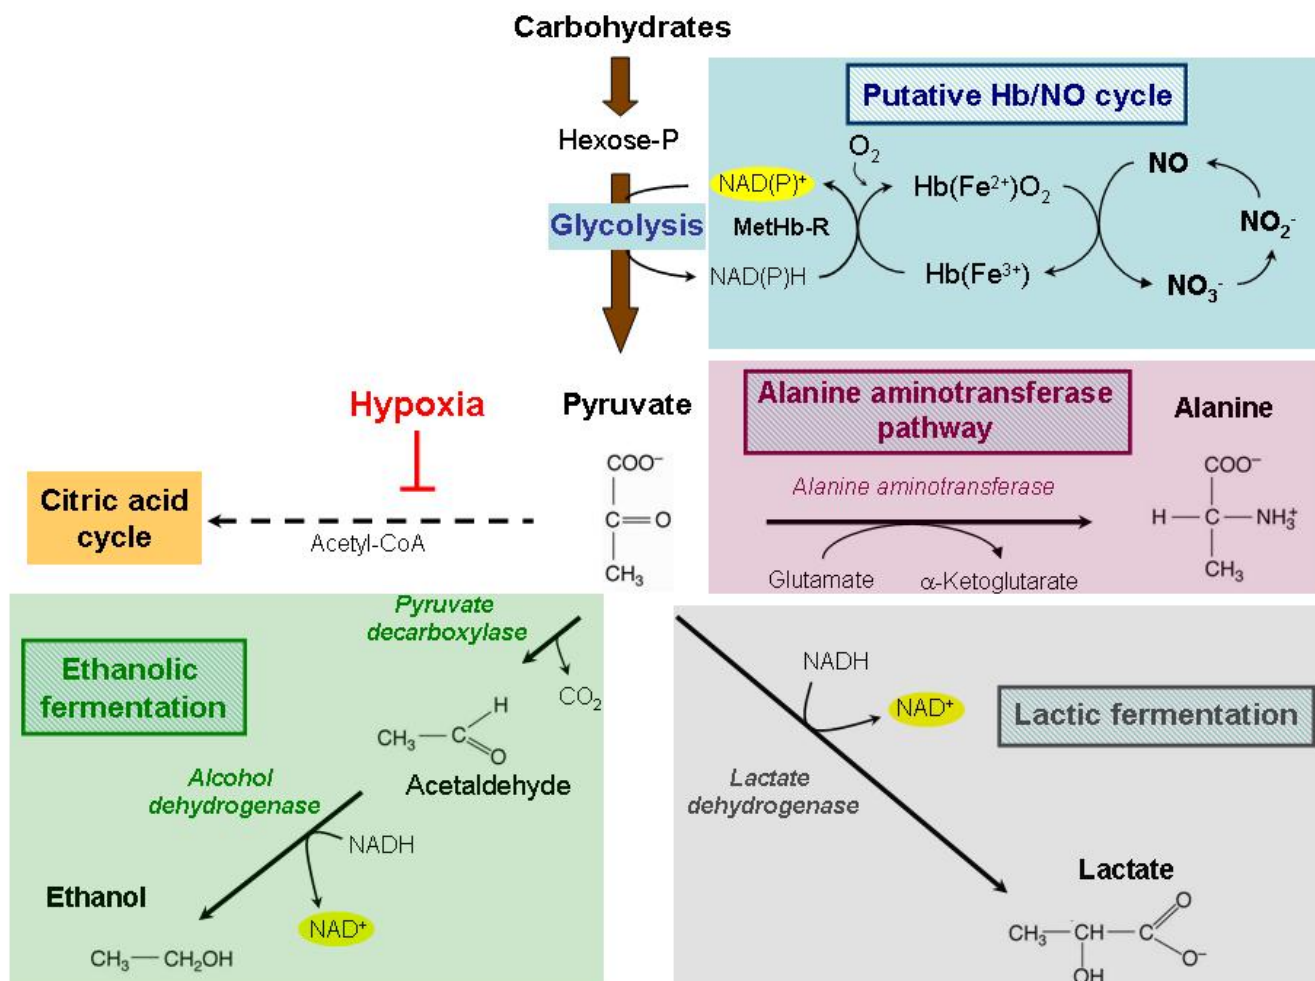 Carbohydrates
Hexose-P
Glycolysis
Putative Hb/NO cycle
O₂
NAD(P)⁺
Hb(Fe²⁺)O₂
NO
MetHb-R
NO₂⁻
NAD(P)H
Hb(Fe³⁺)
NO₃⁻
Hypoxia
Pyruvate
COO⁻
C=O
CH₃
Citric acid
cycle
Acetyl-CoA
Alanine aminotransferase
pathway
Alanine
Alanine aminotransferase
Glutamate
α-Ketoglutarate
COO⁻
H—C—NH₃⁺
CH₃
Ethanolic
fermentation
Pyruvate
decarboxylase
CO₂
H
CH₃—C
O
Acetaldehyde
Alcohol
dehydrogenase
NADH
NAD⁺
Ethanol
CH₃—CH₂OH
NADH
NAD⁺
Lactic fermentation
Lactate
dehydrogenase
Lactate
O
CH₃—CH—C
O⁻
OH